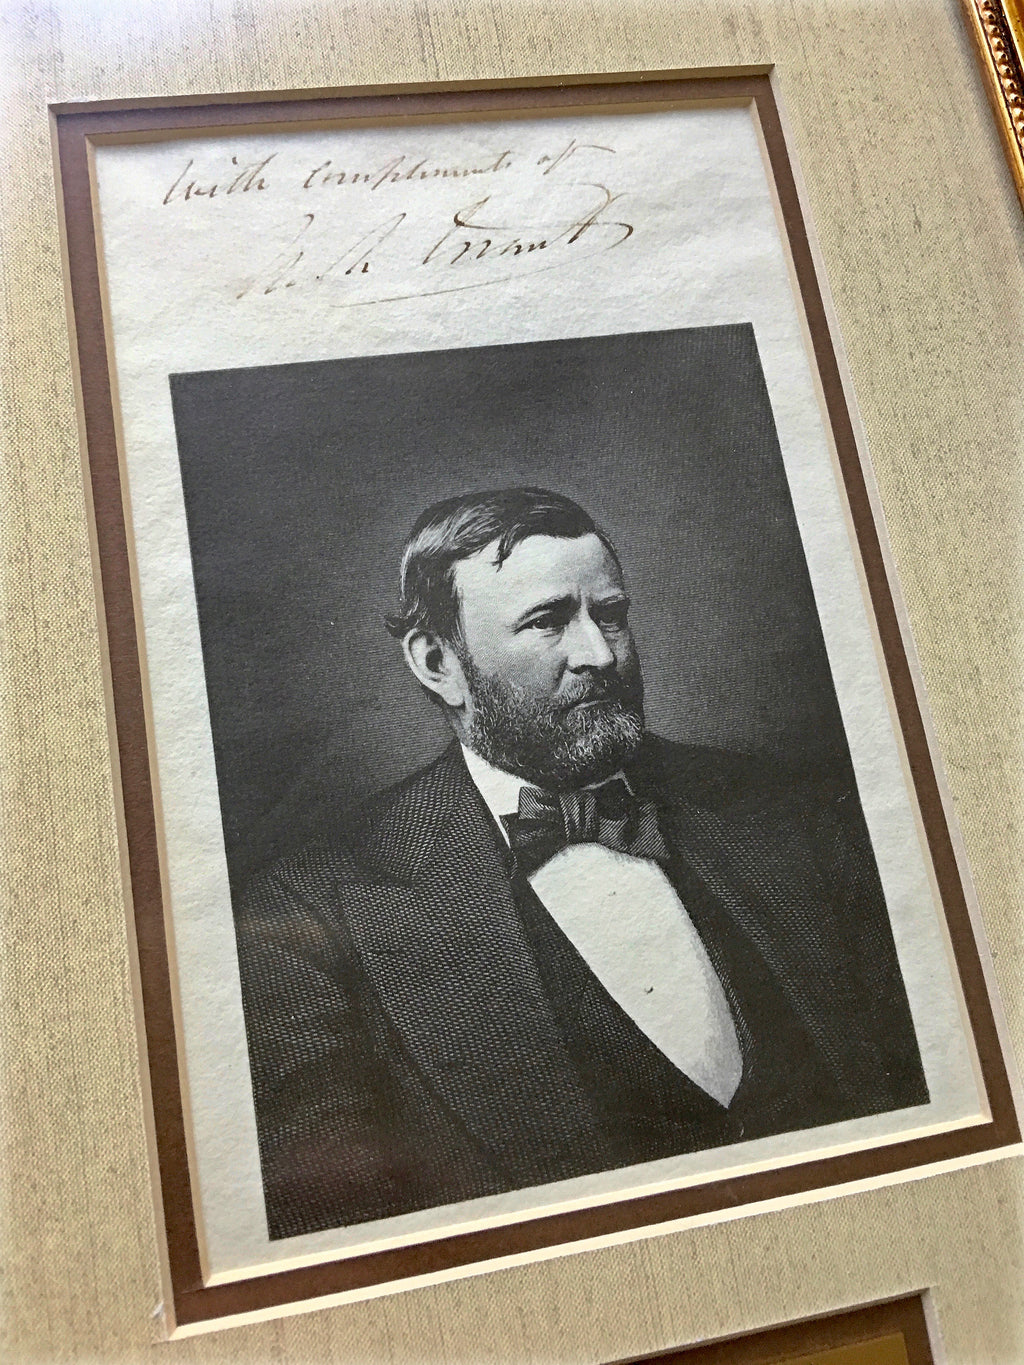 With compliments of
U. S. Grant